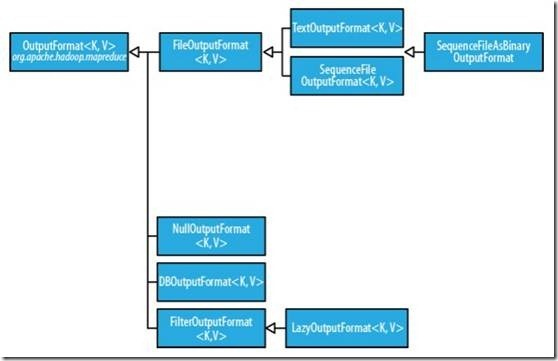 OutputFormat<K, V>
org.apache.hadoop.mapreduce
FileOutputFormat
<K, V>
TextOutputFormat<K, V>
SequenceFile
OutputFormat<K, V>
SequenceFileAsBinary
OutputFormat
NullOutputFormat
<K, V>
DBOutputFormat<K, V>
FilterOutputFormat
<K,V>
LazyOutputFormat<K, V>